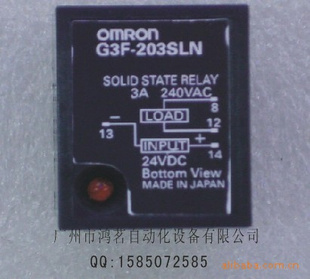 OMRON
G3F-203SLN
SOLID STATE RELAY
3A 240VAC
8
LOAD
12
13
INPUT
14
24VDC
Bottom View
MADE IN JAPAN
广州市鸿茗自动化设备有限公司
QQ:1585072585